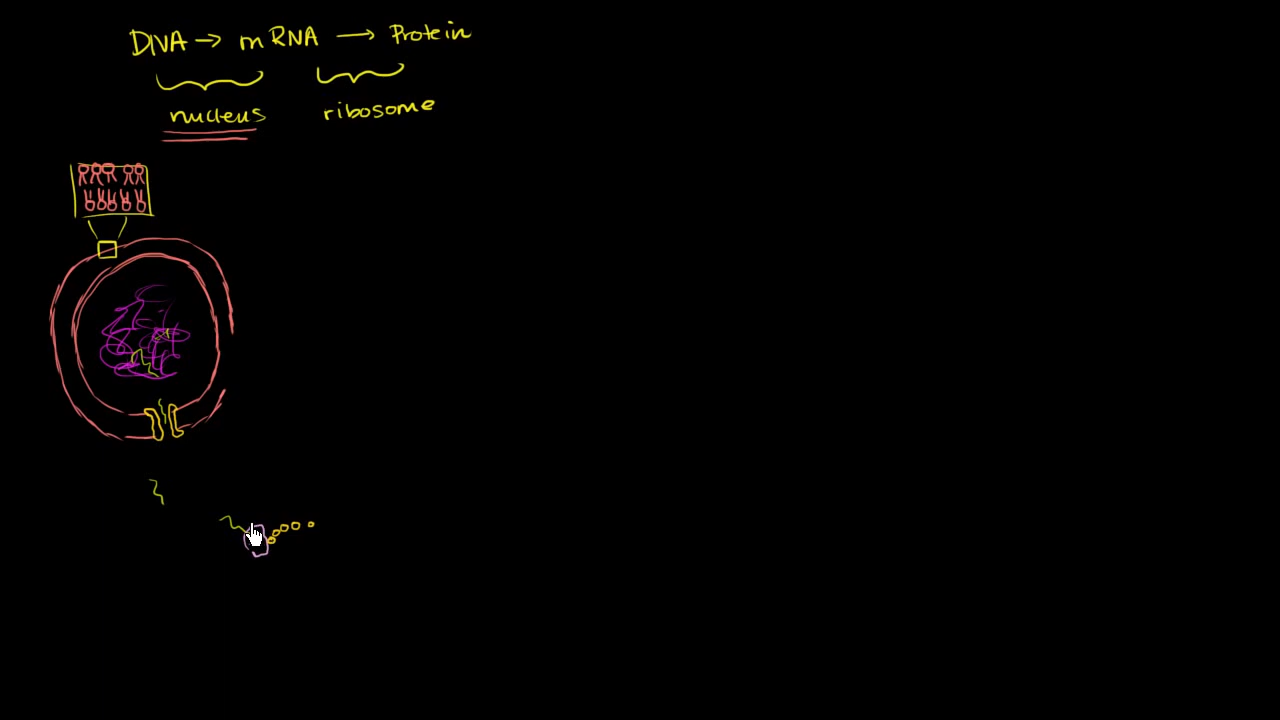 DNA → mRNA → Protein
nucleus ribosome